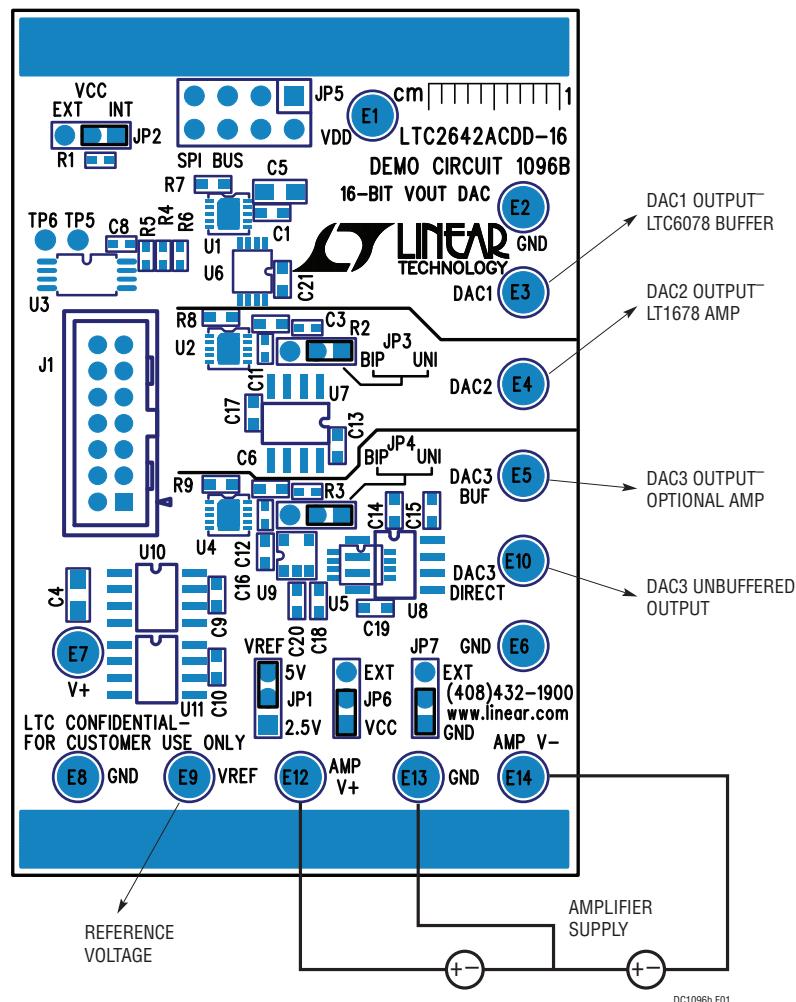 VCC
EXT INT
JP2
R1
JP5
SPI BUS
VDD
E1
cm 1
LTC2642ACDD-16
DEMO CIRCUIT 1096B
16-BIT VOUT DAC
R7
C5
E2
GND
TP6 TP5
C8
R5
R4
R6
U1
C1
U6
C21
LINEAR
TECHNOLOGY
U3
DAC1
E3
DAC1 OUTPUT–
LTC6078 BUFFER
R8
C3
R2
JP3
U2
BIP UNI
J1
C11
DAC2
E4
DAC2 OUTPUT–
LT1678 AMP
U7
C17
C13
C6
JP4
BIP UNI
R9
R3
DAC3
BUF
E5
DAC3 OUTPUT–
OPTIONAL AMP
U4
C14
C15
C12
C16
U10
U9
U5
U8
DAC3
DIRECT
E10
DAC3 UNBUFFERED
OUTPUT
C4
C9
C20
C18
C19
E7
V+
VREF
5V
JP1
2.5V
EXT
JP6
VCC
JP7
EXT
GND
GND
E6
C10
U11
(408)432-1900
www.linear.com
LTC CONFIDENTIAL-
FOR CUSTOMER USE ONLY
E8
GND
E9
VREF
E12
AMP
V+
E13
GND
AMP V-
E14
REFERENCE
VOLTAGE
AMPLIFIER
SUPPLY
+–
+–
DC1096b F01